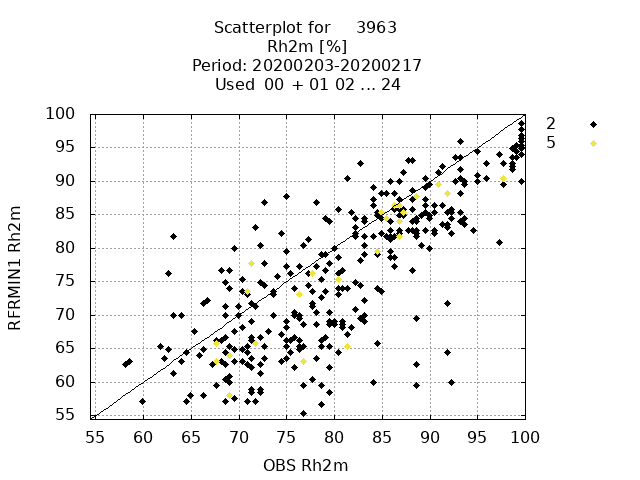 Scatterplot for 3963
Rh2m [%]
Period: 20200203-20200217
Used 00 + 01 02 ... 24
100
95
90
85
80
75
70
65
60
55
55 60 65 70 75 80 85 90 95 100
RFRMIN1 Rh2m
OBS Rh2m
2
5